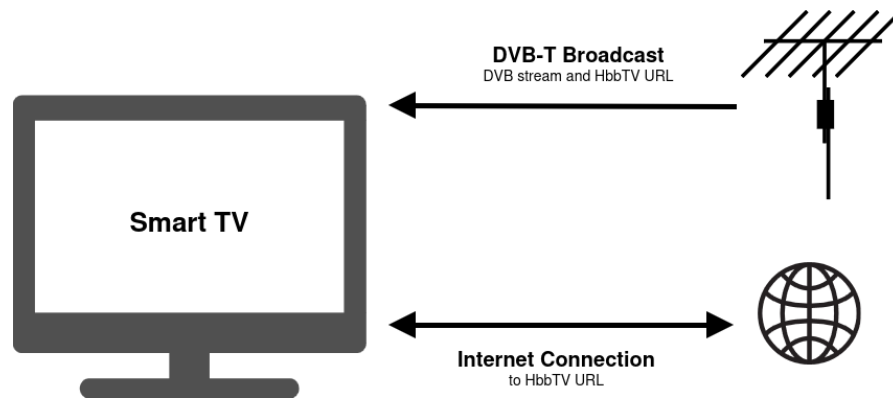 DVB-T Broadcast
DVB stream and HbbTV URL
Smart TV
Internet Connection
to HbbTV URL